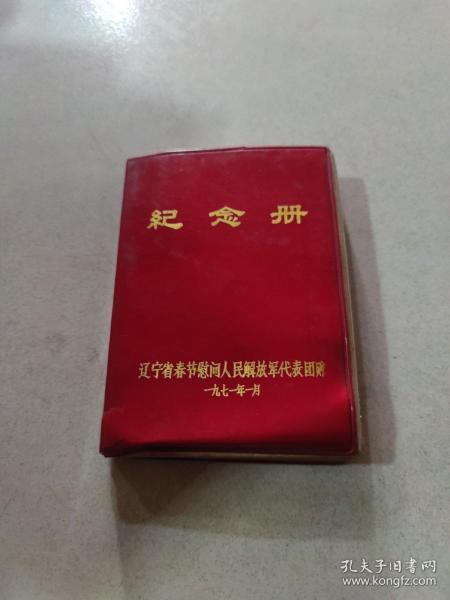 紀念册
辽宁省春节慰问人民解放军代表团赠
一九七一年一月
孔夫子旧书网
www.kongfz.com